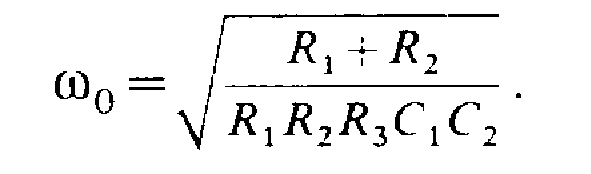 ω₀ = √((R₁ + R₂)/(R₁R₂R₃C₁C₂)).